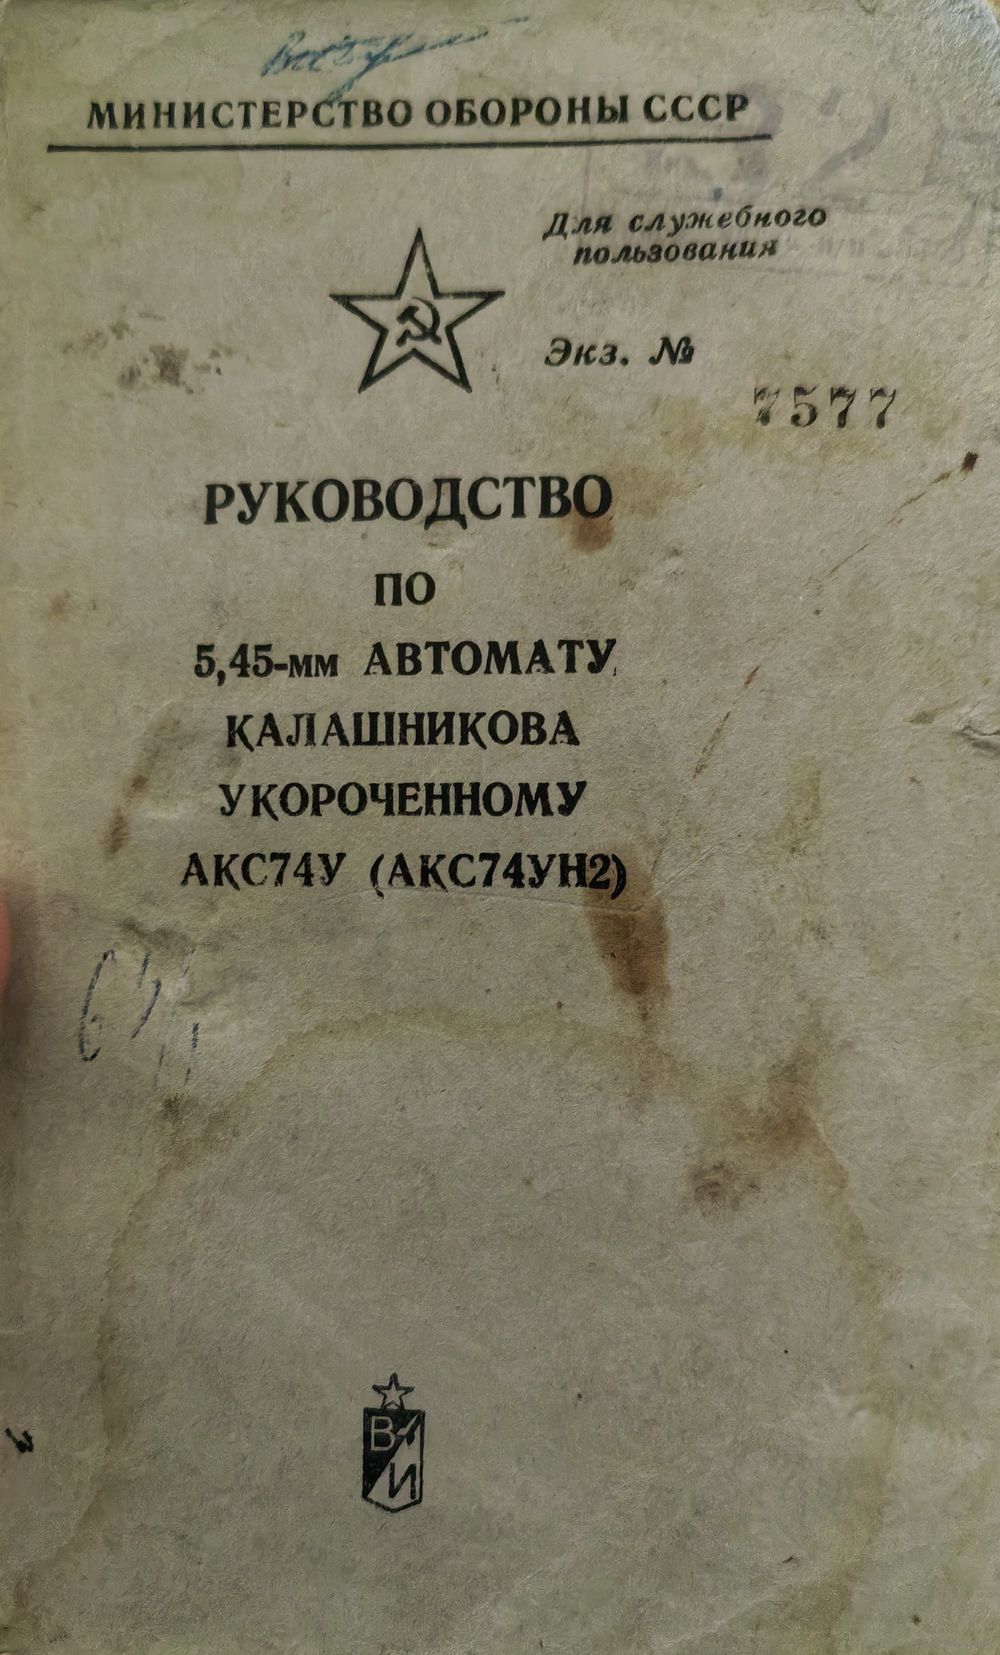 МИНИСТЕРСТВО ОБОРОНЫ СССР
Для служебного
пользования
Экз. №
7577
РУКОВОДСТВО
ПО
5,45-мм АВТОМАТУ
КАЛАШНИКОВА
УКОРОЧЕННОМУ
АКС74У (АКС74УН2)
В
И